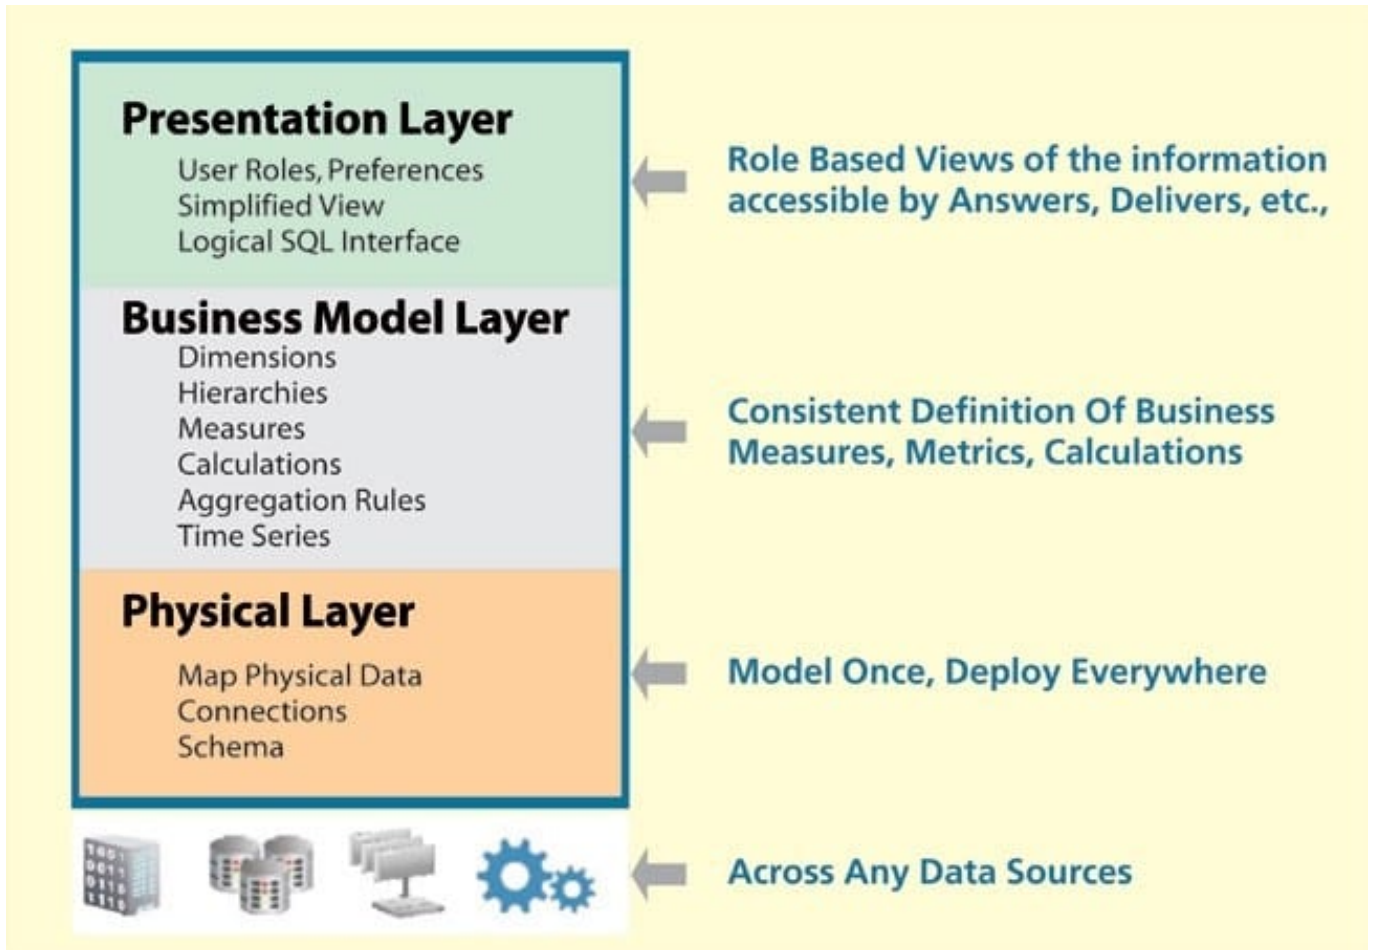 Presentation Layer
User Roles, Preferences
Simplified View
Logical SQL Interface
Role Based Views of the information
accessible by Answers, Delivers, etc.,
Business Model Layer
Dimensions
Hierarchies
Measures
Calculations
Aggregation Rules
Time Series
Consistent Definition Of Business
Measures, Metrics, Calculations
Physical Layer
Map Physical Data
Connections
Schema
Model Once, Deploy Everywhere
Across Any Data Sources